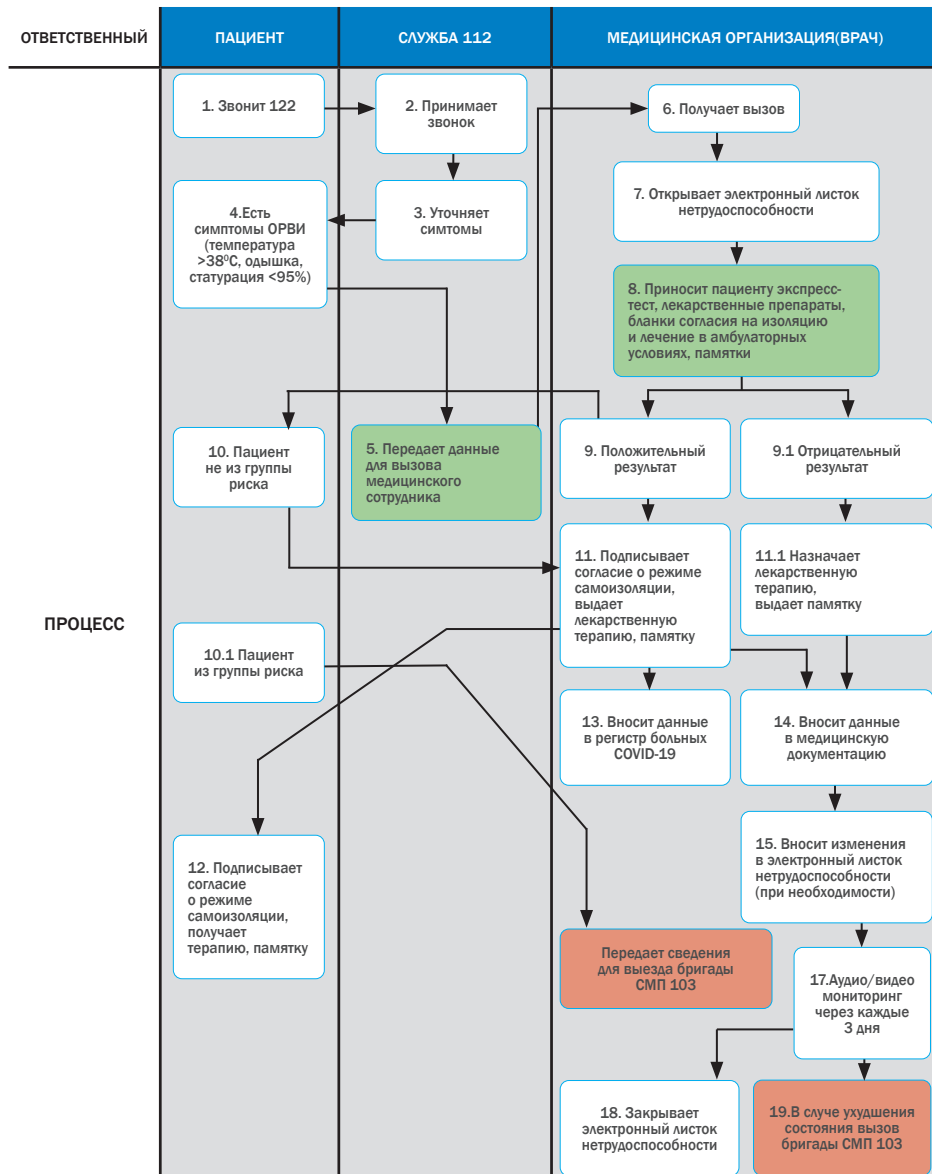 ОТВЕТСТВЕННЫЙ
ПАЦИЕНТ
СЛУЖБА 112
МЕДИЦИНСКАЯ ОРГАНИЗАЦИЯ(ВРАЧ)
ПРОЦЕСС
1. Звонит 122
2. Принимает
звонок
3. Уточняет
симтомы
4.Есть
симптомы ОРВИ
(температура
>38⁰С, одышка,
статурация <95%)
5. Передает данные
для вызова
медицинского
сотрудника
6. Получает вызов
7. Открывает электронный листок
нетрудоспособности
8. Приносит пациенту экспресс-
тест, лекарственные препараты,
бланки согласия на изоляцию
и лечение в амбулаторных
условиях, памятки
9. Положительный
результат
9.1 Отрицательный
результат
10. Пациент
не из группы
риска
11. Подписывает
согласие о режиме
самоизоляции,
выдает
лекарственную
терапию, памятку
11.1 Назначает
лекарственную
терапию,
выдает памятку
10.1 Пациент
из группы риска
13. Вносит данные
в регистр больных
COVID-19
14. Вносит данные
в медицинскую
документацию
12. Подписывает
согласие
о режиме
самоизоляции,
получает
терапию, памятку
15. Вносит изменения
в электронный листок
нетрудоспособности
(при необходимости)
Передает сведения
для выезда бригады
СМП 103
17.Аудио/видео
мониторинг
через каждые
3 дня
18. Закрывает
электронный листок
нетрудоспособности
19.В случе ухудшения
состояния вызов
бригады СМП 103